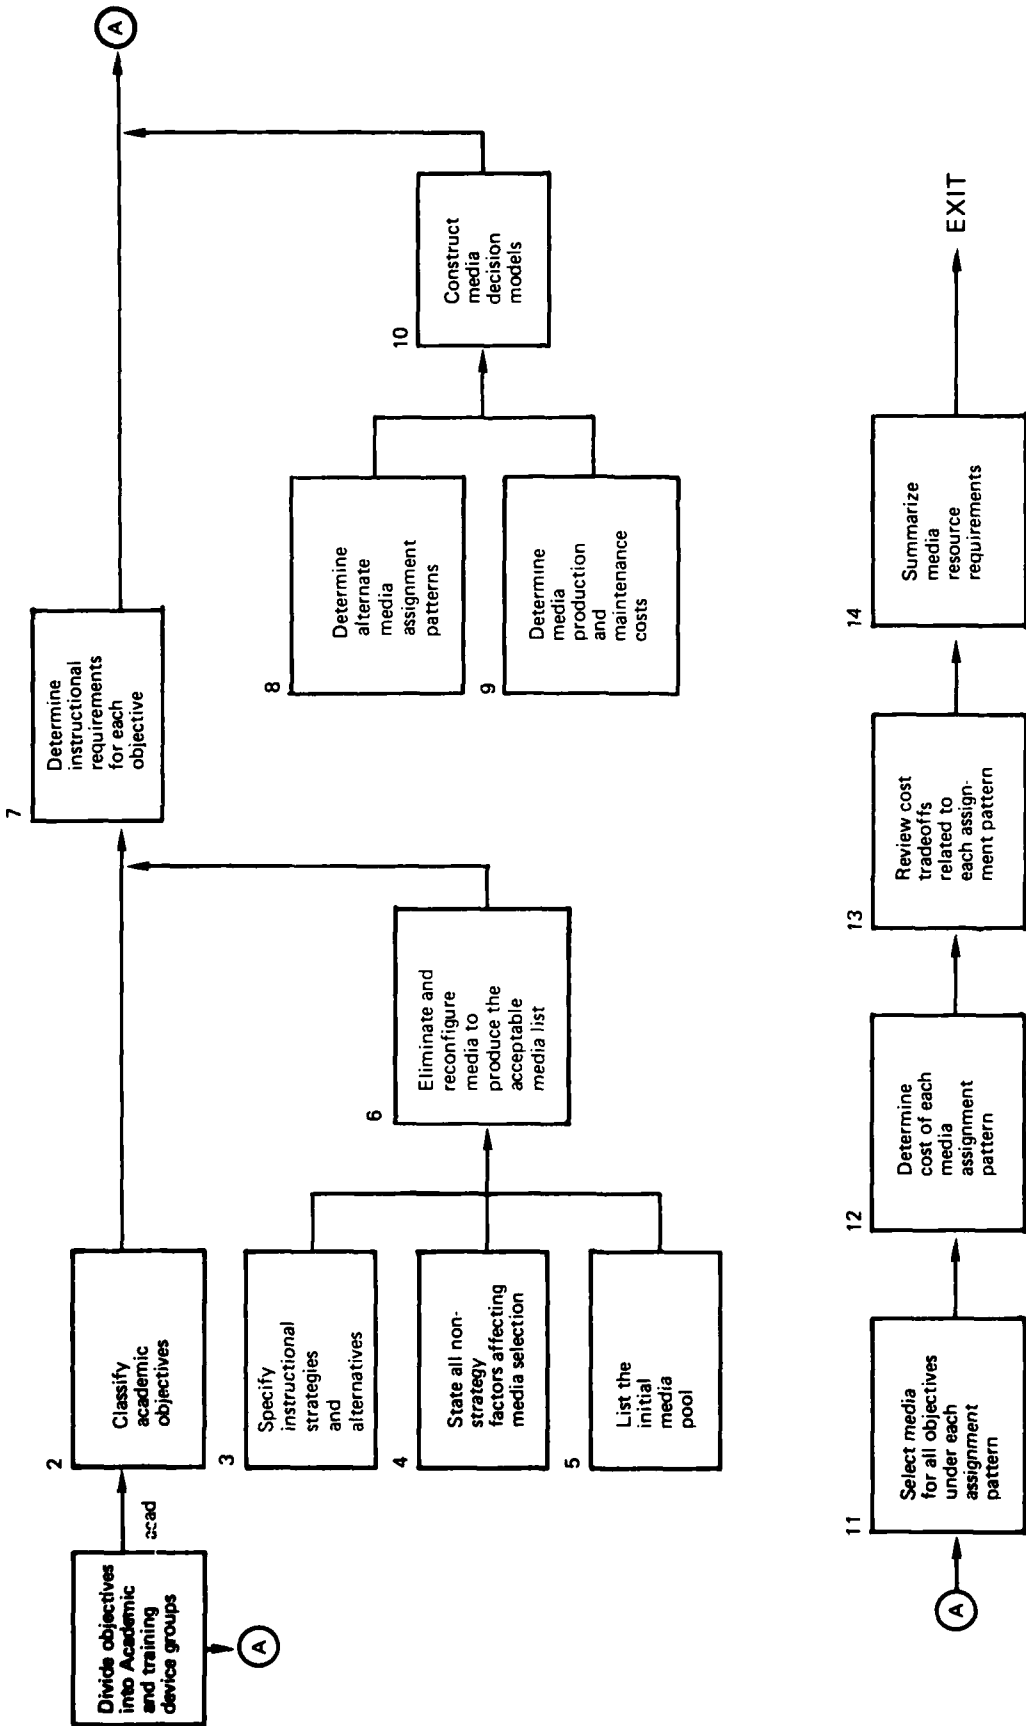 Divide objectives
into Academic
and training
device groups
A
acad
2
Classify
academic
objectives
3
Specify
instructional
strategies
and
alternatives
4
State all non-
strategy
factors affecting
media selection
5
List the
initial
media
pool
6
Eliminate and
reconfigure
media to
produce the
acceptable
media list
7
Determine
instructional
requirements
for each
objective
8
Determine
alternate
media
assignment
patterns
9
Determine
media
production
and
maintenance
costs
10
Construct
media
decision
models
A
A
11
Select media
for all objectives
under each
assignment
pattern
12
Determine
cost of each
media
assignment
pattern
13
Review cost
tradeoffs
related to
each assign-
ment pattern
14
Summarize
media
resource
requirements
EXIT